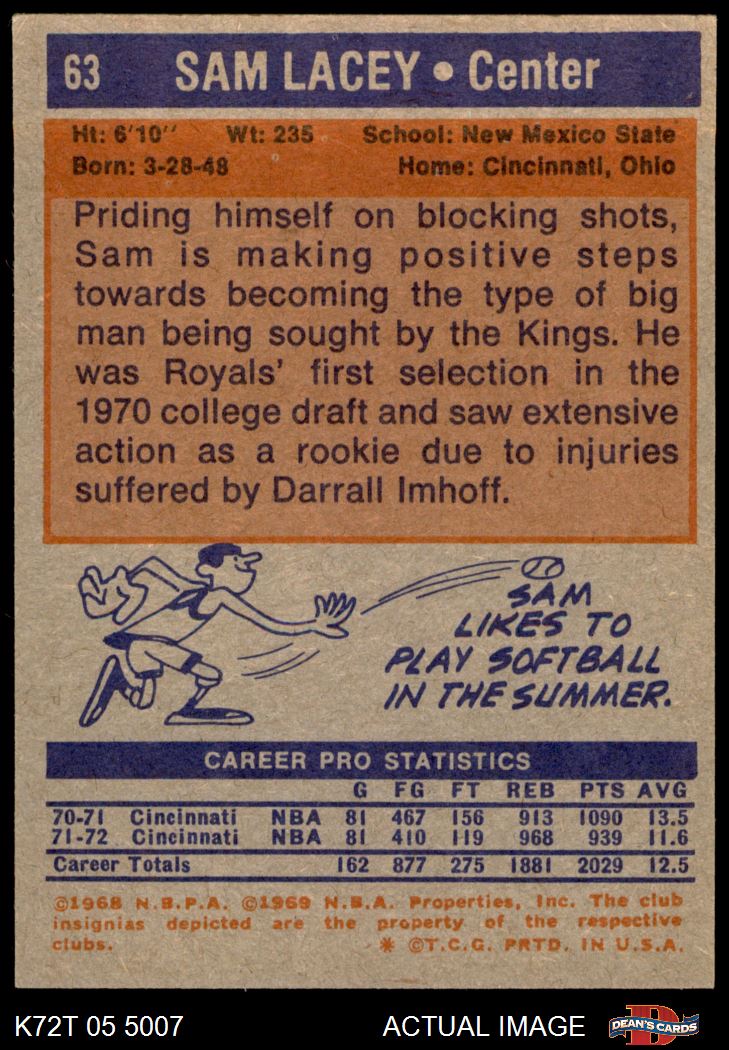 63 SAM LACEY • Center
Ht: 6'10" Wt: 235 School: New Mexico State
Born: 3-28-48 Home: Cincinnati, Ohio
Priding himself on blocking shots,
Sam is making positive steps
towards becoming the type of big
man being sought by the Kings. He
was Royals' first selection in the
1970 college draft and saw extensive
action as a rookie due to injuries
suffered by Darrall Imhoff.
SAM
LIKES TO
PLAY SOFTBALL
IN THE SUMMER.
CAREER PRO STATISTICS
G FG FT REB PTS AVG
70-71 Cincinnati NBA 81 467 156 913 1090 13.5
71-72 Cincinnati NBA 81 410 119 968 939 11.6
Career Totals 162 877 275 1881 2029 12.5
©1968 N.B.P.A. ©1969 N.B.A. Properties, Inc. The club
insignias depicted are the property of the respective
clubs. * ©T.C.G. PRTD. IN U.S.A.
K72T 05 5007 ACTUAL IMAGE DEAN'S CARDS